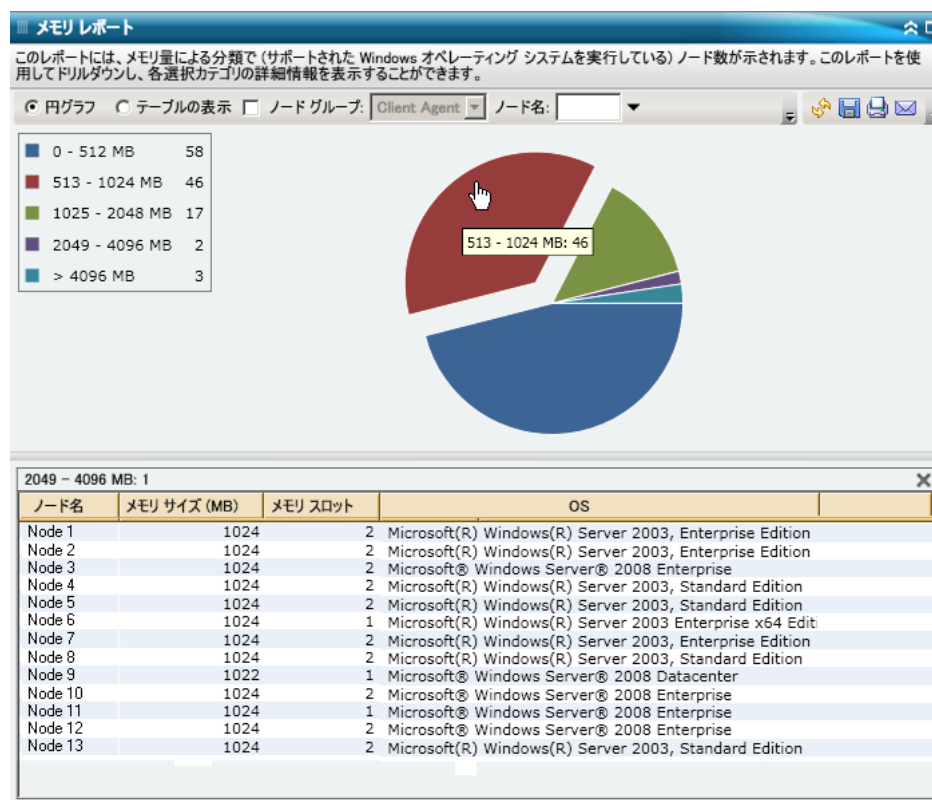 メモリ レポート
このレポートには、メモリ量による分類で (サポートされた Windows オペレーティング システムを実行している) ノード数が示されます。このレポートを使
用してドリルダウンし、各選択カテゴリの詳細情報を表示することができます。
円グラフ テーブルの表示 ノード グループ: Client Agent ノード名:
0 - 512 MB 58
513 - 1024 MB 46
1025 - 2048 MB 17
2049 - 4096 MB 2
> 4096 MB 3
513 - 1024 MB: 46
2049 - 4096 MB: 1
ノード名 メモリ サイズ (MB) メモリ スロット OS
Node 1 1024 2 Microsoft(R) Windows(R) Server 2003, Enterprise Edition
Node 2 1024 2 Microsoft(R) Windows(R) Server 2003, Enterprise Edition
Node 3 1024 2 Microsoft® Windows Server® 2008 Enterprise
Node 4 1024 2 Microsoft(R) Windows(R) Server 2003, Standard Edition
Node 5 1024 2 Microsoft(R) Windows(R) Server 2003, Standard Edition
Node 6 1024 1 Microsoft(R) Windows(R) Server 2003 Enterprise x64 Editi
Node 7 1024 2 Microsoft(R) Windows(R) Server 2003, Enterprise Edition
Node 8 1024 2 Microsoft(R) Windows(R) Server 2003, Standard Edition
Node 9 1022 1 Microsoft® Windows Server® 2008 Datacenter
Node 10 1024 2 Microsoft® Windows Server® 2008 Enterprise
Node 11 1024 1 Microsoft® Windows Server® 2008 Enterprise
Node 12 1024 2 Microsoft® Windows Server® 2008 Enterprise
Node 13 1024 2 Microsoft(R) Windows(R) Server 2003, Standard Edition